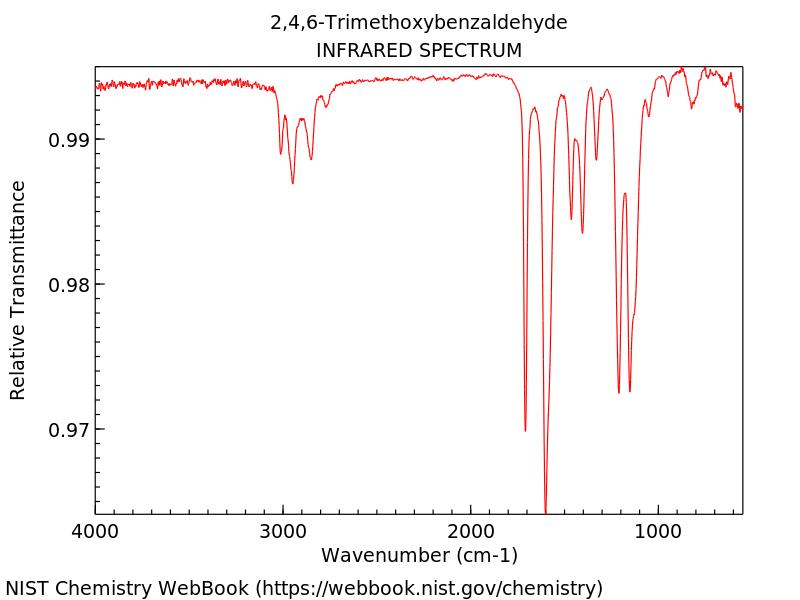 2,4,6-Trimethoxybenzaldehyde
INFRARED SPECTRUM
0.99
0.98
0.97
Relative Transmittance
4000 3000 2000 1000
Wavenumber (cm-1)
NIST Chemistry WebBook (https://webbook.nist.gov/chemistry)